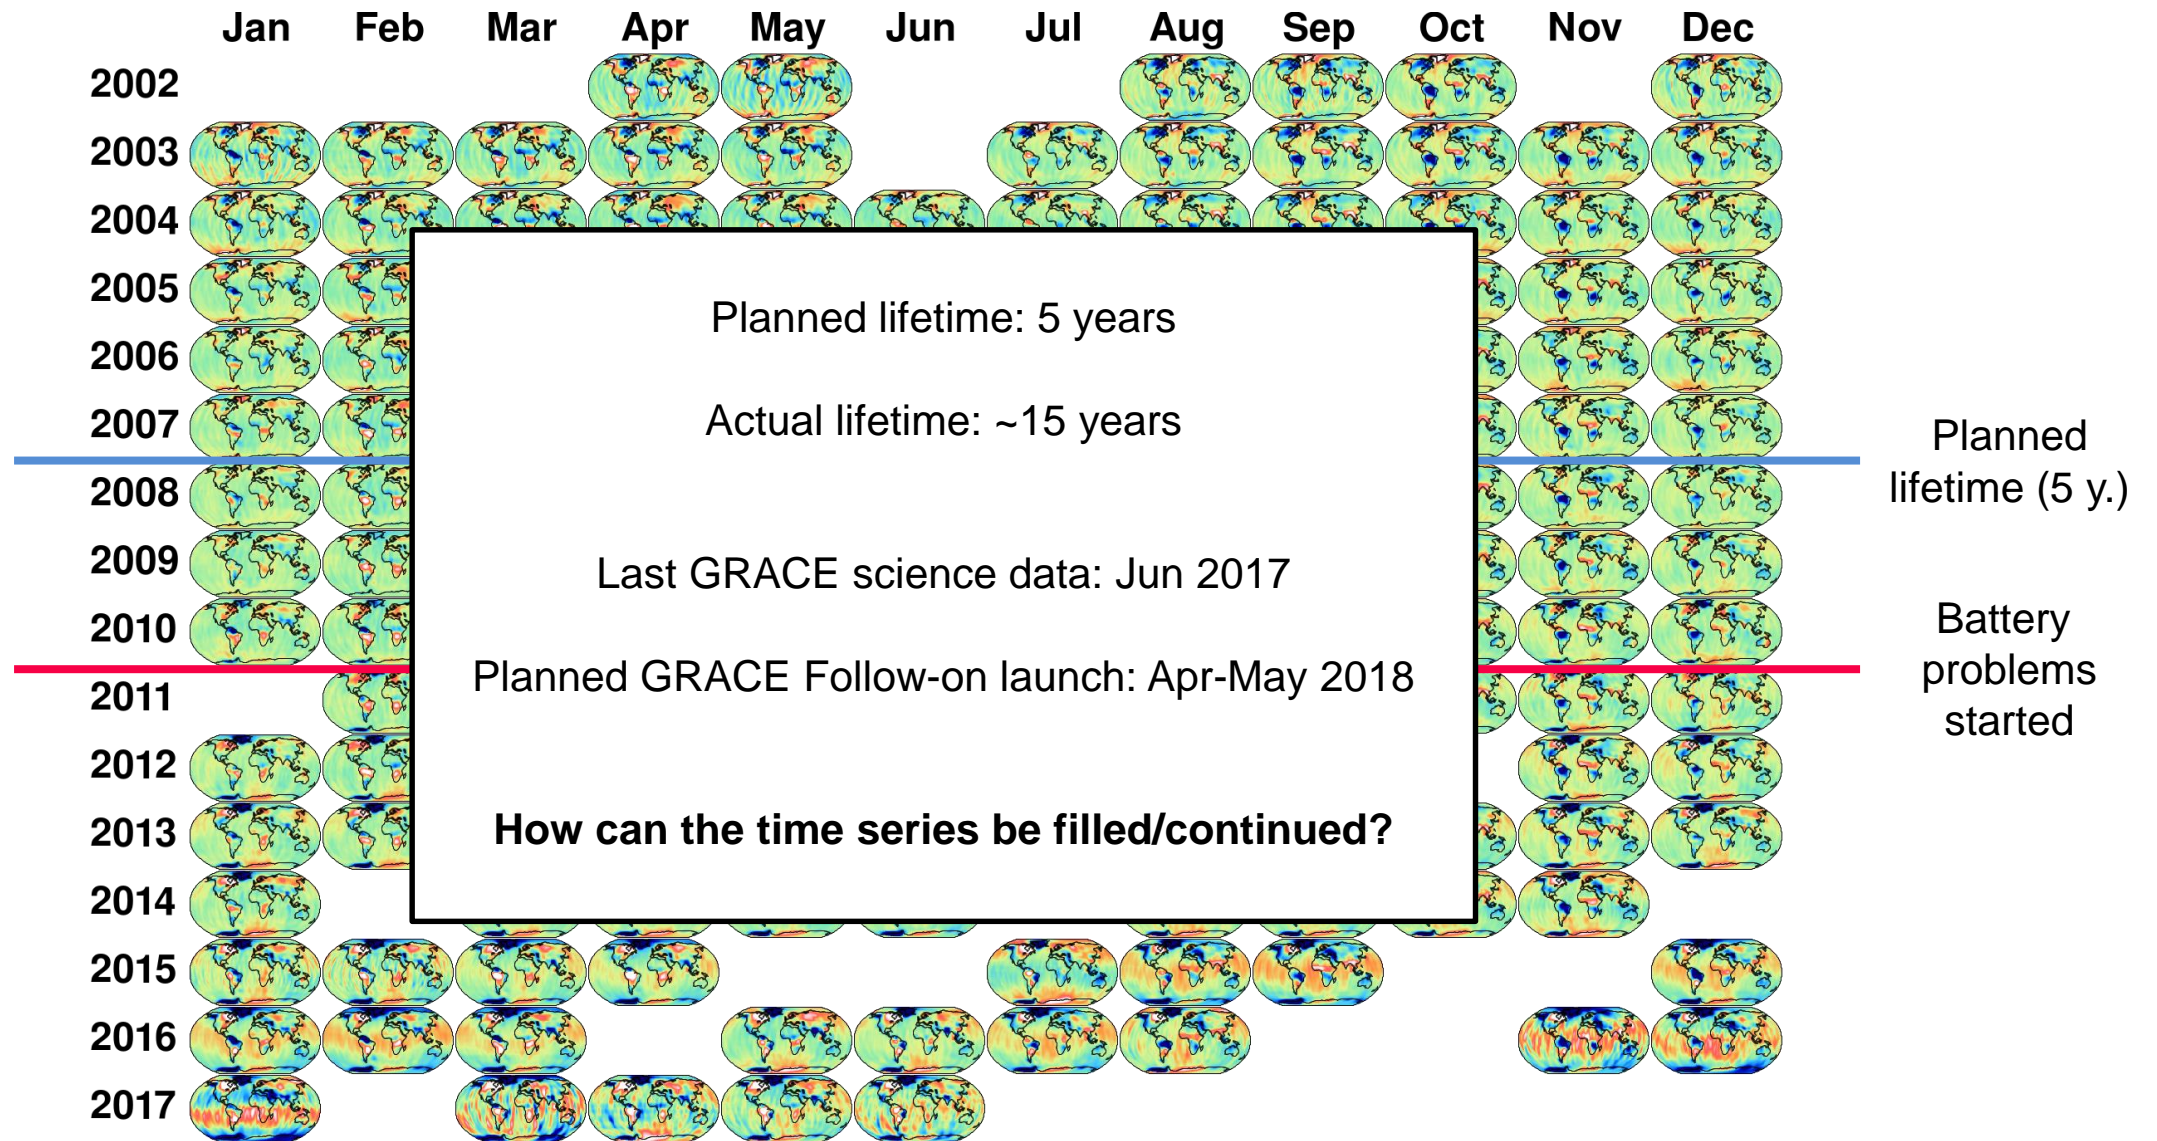 Jan Feb Mar Apr May Jun Jul Aug Sep Oct Nov Dec
2002
2003
2004
2005
2006
2007
2008
2009
2010
2011
2012
2013
2014
2015
2016
2017
Planned lifetime: 5 years
Actual lifetime: ~15 years
Last GRACE science data: Jun 2017
Planned GRACE Follow-on launch: Apr-May 2018
How can the time series be filled/continued?
Planned
lifetime (5 y.)
Battery
problems
started